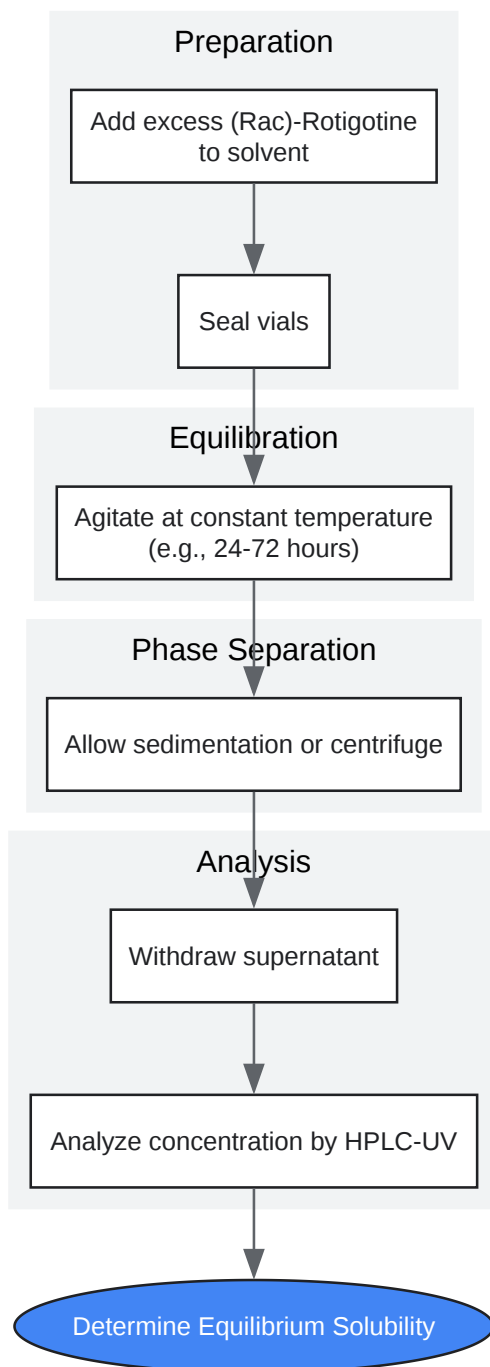 Preparation
Add excess (Rac)-Rotigotine
to solvent
Seal vials
Equilibration
Agitate at constant temperature
(e.g., 24-72 hours)
Phase Separation
Allow sedimentation or centrifuge
Analysis
Withdraw supernatant
Analyze concentration by HPLC-UV
Determine Equilibrium Solubility